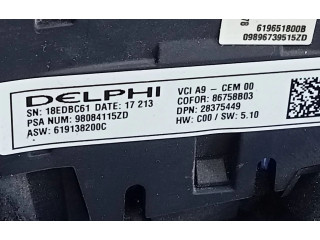 619651800B
09896739515ZD
DELPHI
VCI A9 - CEM 00
SN: 18EDBC61 DATE: 17 213
COFOR: 86758B03
PSA NUM: 98084115ZD
DPN: 28375449
ASW: 619138200C
HW: C00 / SW: 5.10